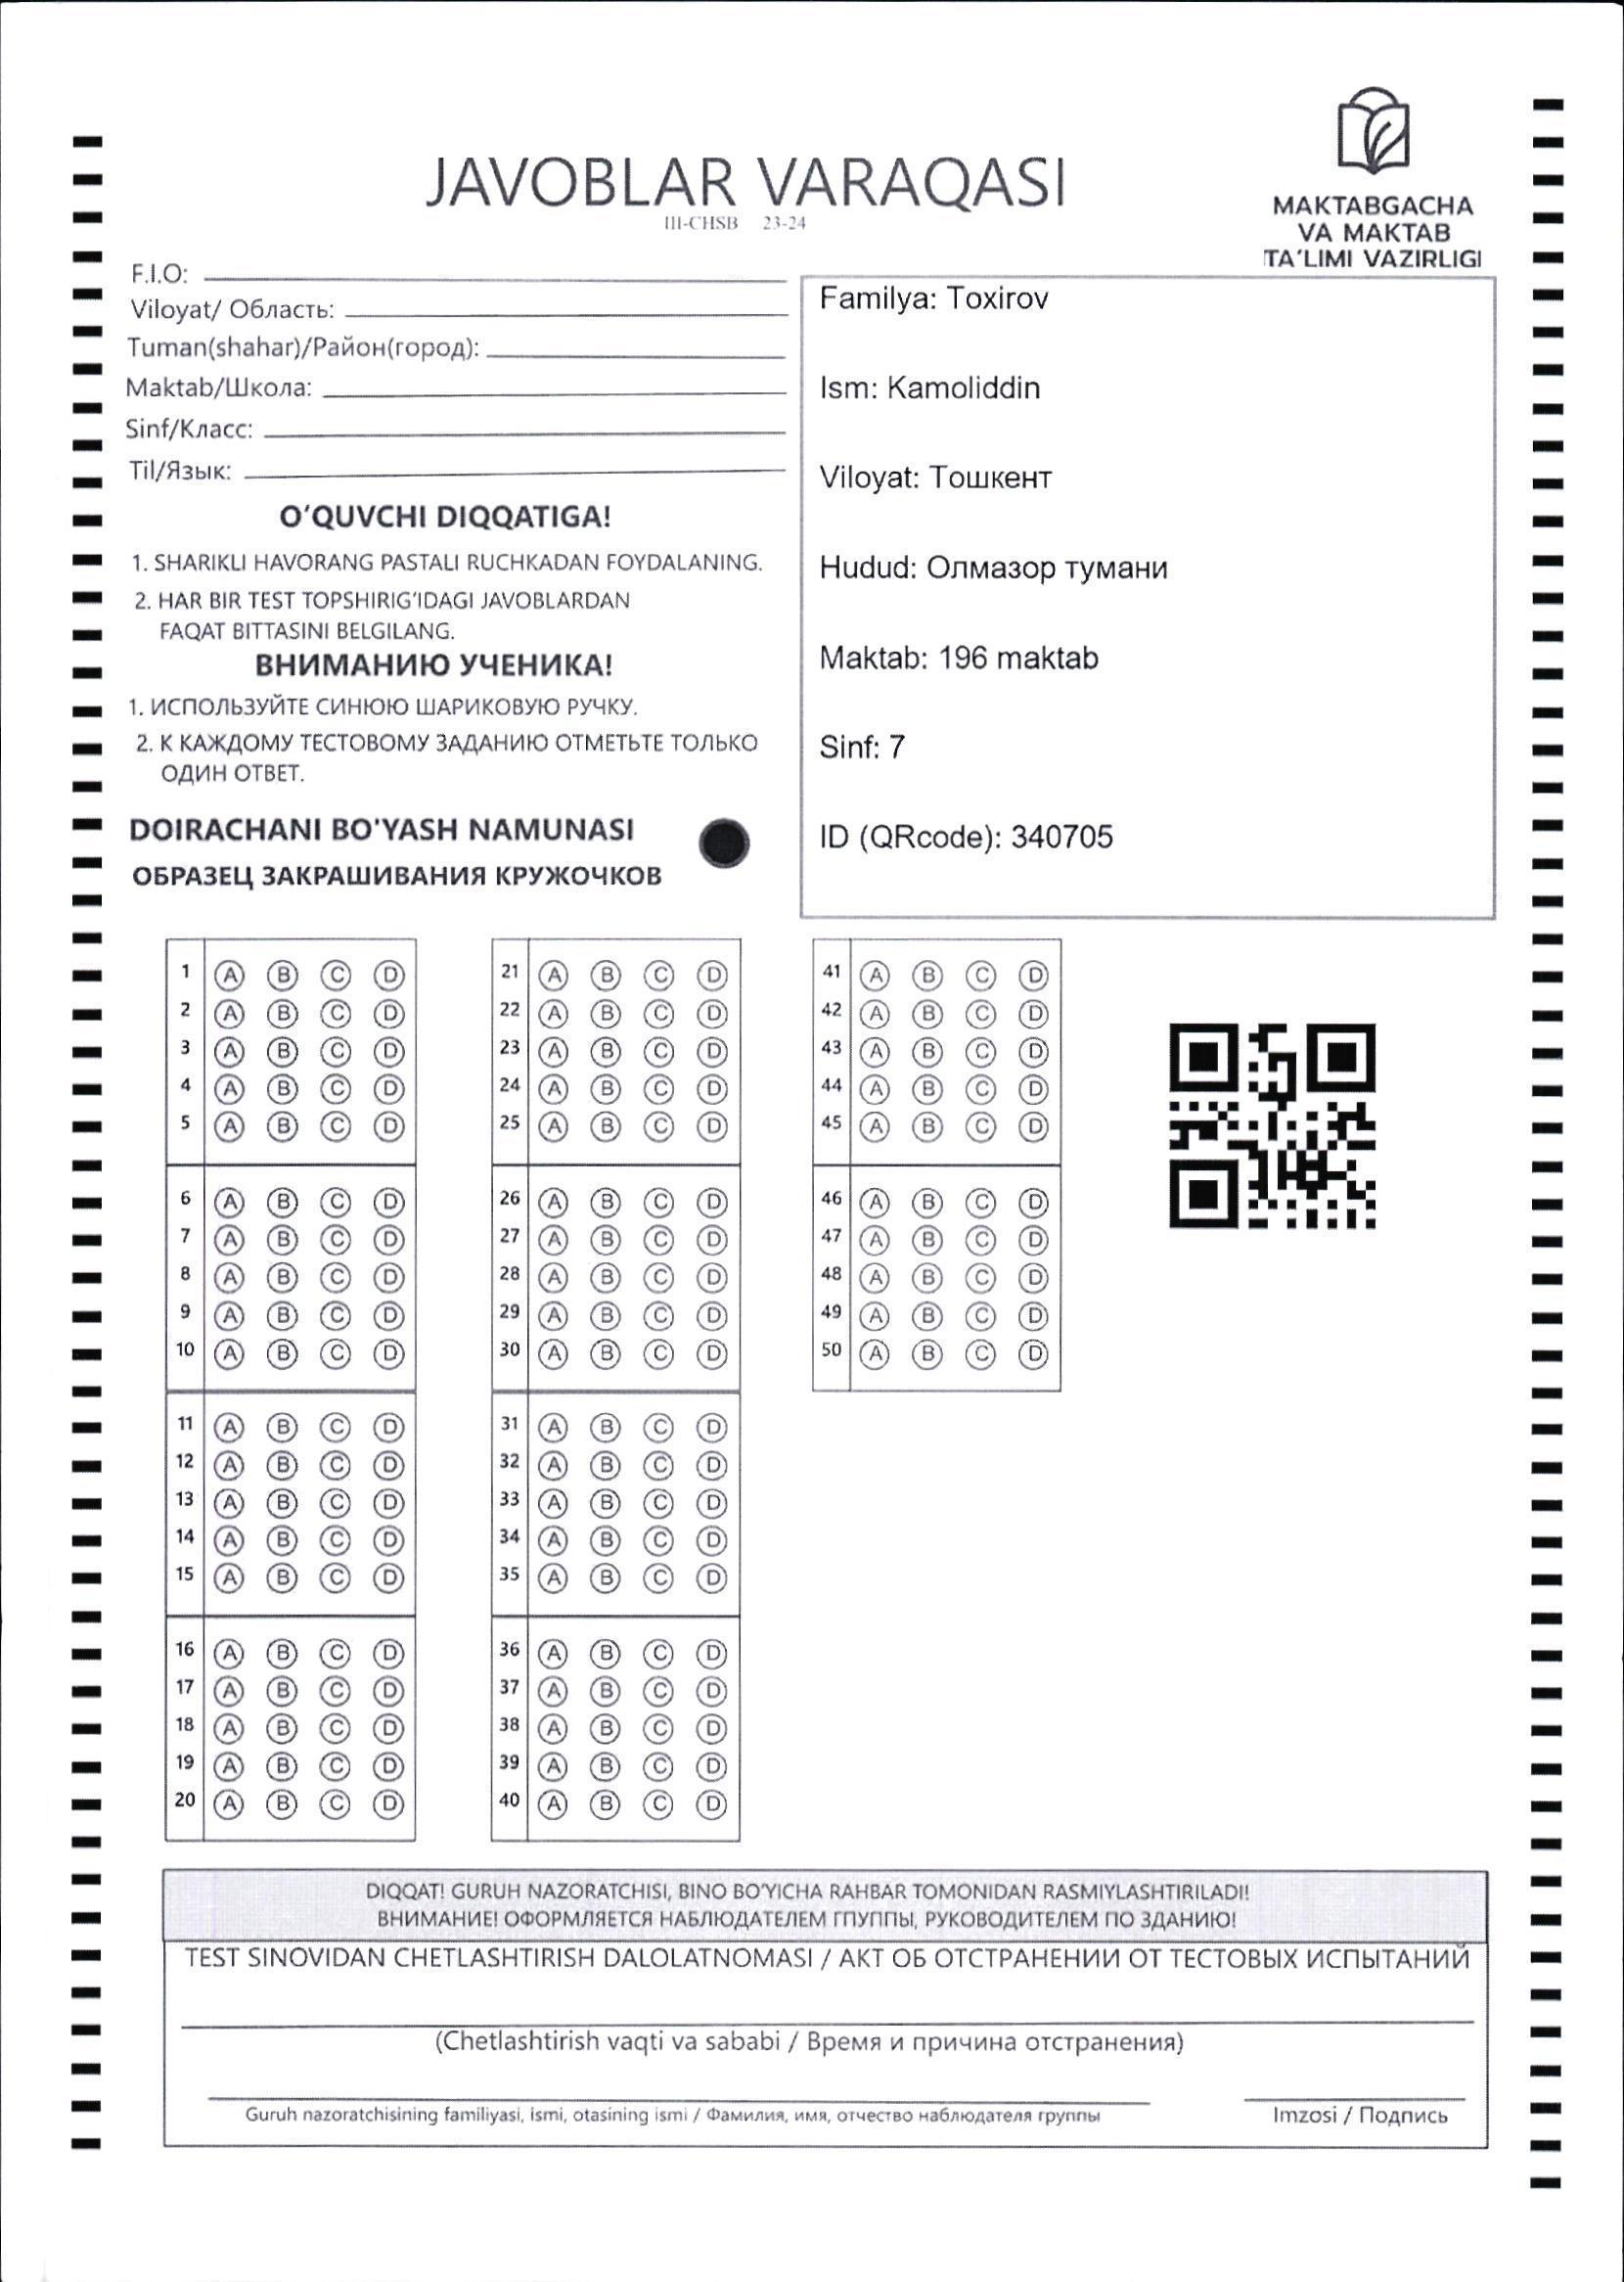 MAKTABGACHA
VA MAKTAB
TA'LIMI VAZIRLIGI
JAVOBLAR VARAQASI
III-CHSB 23-24
F.I.O:
Viloyat/ Область:
Tuman(shahar)/Район(город):
Maktab/Школа:
Sinf/Класс:
Til/Язык:
O'QUVCHI DIQQATIGA!
1. SHARIKLI HAVORANG PASTALI RUCHKADAN FOYDALANING.
2. HAR BIR TEST TOPSHIRIG'IDAGI JAVOBLARDAN
FAQAT BITTASINI BELGILANG.
ВНИМАНИЮ УЧЕНИКА!
1. ИСПОЛЬЗУЙТЕ СИНЮЮ ШАРИКОВУЮ РУЧКУ.
2. К КАЖДОМУ ТЕСТОВОМУ ЗАДАНИЮ ОТМЕТЬТЕ ТОЛЬКО
ОДИН ОТВЕТ.
DOIRACHANI BO'YASH NAMUNASI
ОБРАЗЕЦ ЗАКРАШИВАНИЯ КРУЖОЧКОВ
Familya: Toxirov
Ism: Kamoliddin
Viloyat: Тошкент
Hudud: Олмазор тумани
Maktab: 196 maktab
Sinf: 7
ID (QRcode): 340705
1 A B C D
2 A B C D
3 A B C D
4 A B C D
5 A B C D
6 A B C D
7 A B C D
8 A B C D
9 A B C D
10 A B C D
11 A B C D
12 A B C D
13 A B C D
14 A B C D
15 A B C D
16 A B C D
17 A B C D
18 A B C D
19 A B C D
20 A B C D
21 A B C D
22 A B C D
23 A B C D
24 A B C D
25 A B C D
26 A B C D
27 A B C D
28 A B C D
29 A B C D
30 A B C D
31 A B C D
32 A B C D
33 A B C D
34 A B C D
35 A B C D
36 A B C D
37 A B C D
38 A B C D
39 A B C D
40 A B C D
41 A B C D
42 A B C D
43 A B C D
44 A B C D
45 A B C D
46 A B C D
47 A B C D
48 A B C D
49 A B C D
50 A B C D
DIQQAT! GURUH NAZORATCHISI, BINO BO'YICHA RAHBAR TOMONIDAN RASMIYLASHTIRILADI!
ВНИМАНИЕ! ОФОРМЛЯЕТСЯ НАБЛЮДАТЕЛЕМ ГПУППЫ, РУКОВОДИТЕЛЕМ ПО ЗДАНИЮ!
TEST SINOVIDAN CHETLASHTIRISH DALOLATNOMASI / АКТ ОБ ОТСТРАНЕНИИ ОТ ТЕСТОВЫХ ИСПЫТАНИЙ
(Chetlashtirish vaqti va sababi / Время и причина отстранения)
Guruh nazoratchisining familiyasi, ismi, otasining ismi / Фамилия, имя, отчество наблюдателя группы
Imzosi / Подпись